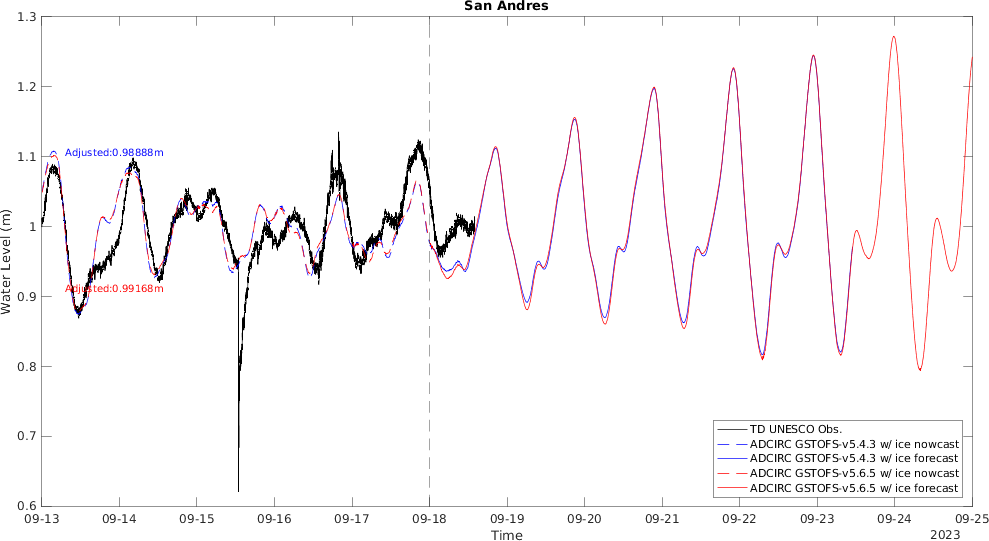 San Andres
1.3
1.2
1.1
1
0.9
0.8
0.7
0.6
Water Level (m)
Adjusted:0.98888m
Adjusted:0.99168m
TD UNESCO Obs.
ADCIRC GSTOFS-v5.4.3 w/ ice nowcast
ADCIRC GSTOFS-v5.4.3 w/ ice forecast
ADCIRC GSTOFS-v5.6.5 w/ ice nowcast
ADCIRC GSTOFS-v5.6.5 w/ ice forecast
09-13 09-14 09-15 09-16 09-17 09-18 09-19 09-20 09-21 09-22 09-23 09-24 09-25
Time
2023